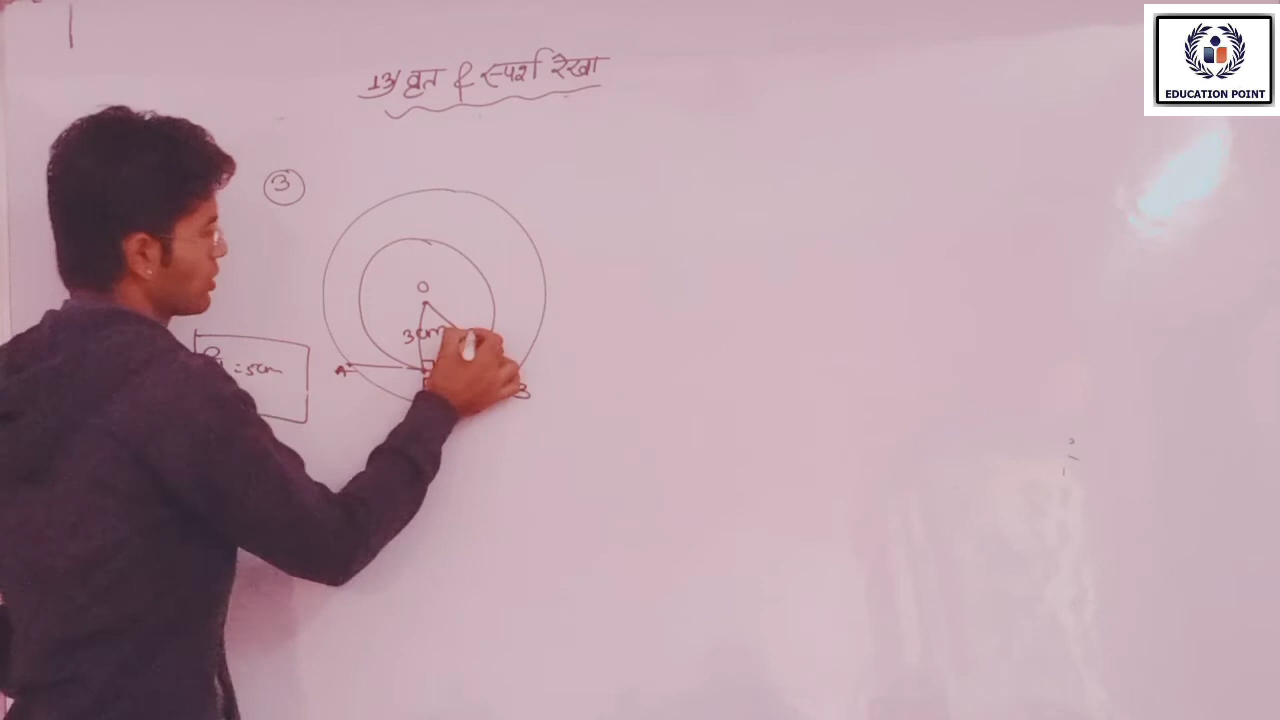 13) वृत & स्पर्श रेखा
3
O
3cm
= 5cm
A
B
EDUCATION POINT